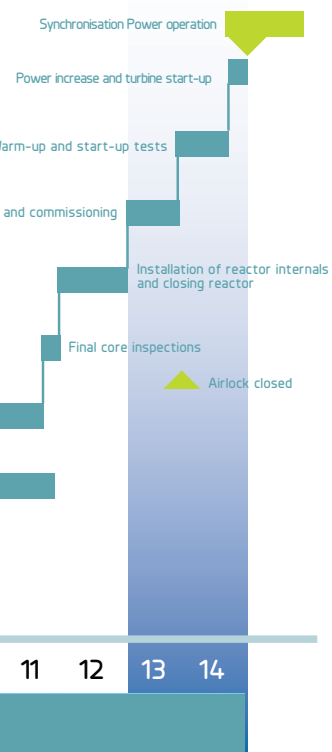 Synchronisation Power operation
Power increase and turbine start-up
Warm-up and start-up tests
and commissioning
Installation of reactor internals
and closing reactor
Final core inspections
Airlock closed
11 12 13 14